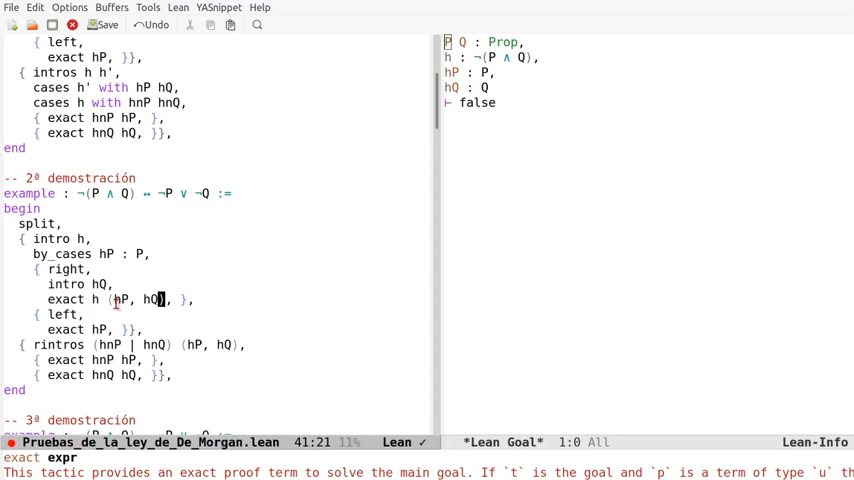 File Edit Options Buffers Tools Lean YASnippet Help
Save Undo
{ left,
exact hP, }},
{ intros h h',
cases h' with hP hQ,
cases h with hnP hnQ,
{ exact hnP hP, },
{ exact hnQ hQ, }},
end
-- 2ª demostración
example : ¬(P ∧ Q) ↔ ¬P ∨ ¬Q :=
begin
split,
{ intro h,
by_cases hP : P,
{ right,
intro hQ,
exact h (hP, hQ), },
{ left,
exact hP, }},
{ rintros (hnP | hnQ) (hP, hQ),
{ exact hnP hP, },
{ exact hnQ hQ, }},
end
-- 3ª demostración
P Q : Prop,
h : ¬(P ∧ Q),
hP : P,
hQ : Q
⊢ false
Pruebas_de_la_ley_de_De_Morgan.lean 41:21 11% Lean ✓
*Lean Goal* 1:0 All Lean-Info
exact expr
This tactic provides an exact proof term to solve the main goal. If `t` is the goal and `p` is a term of type `u` th